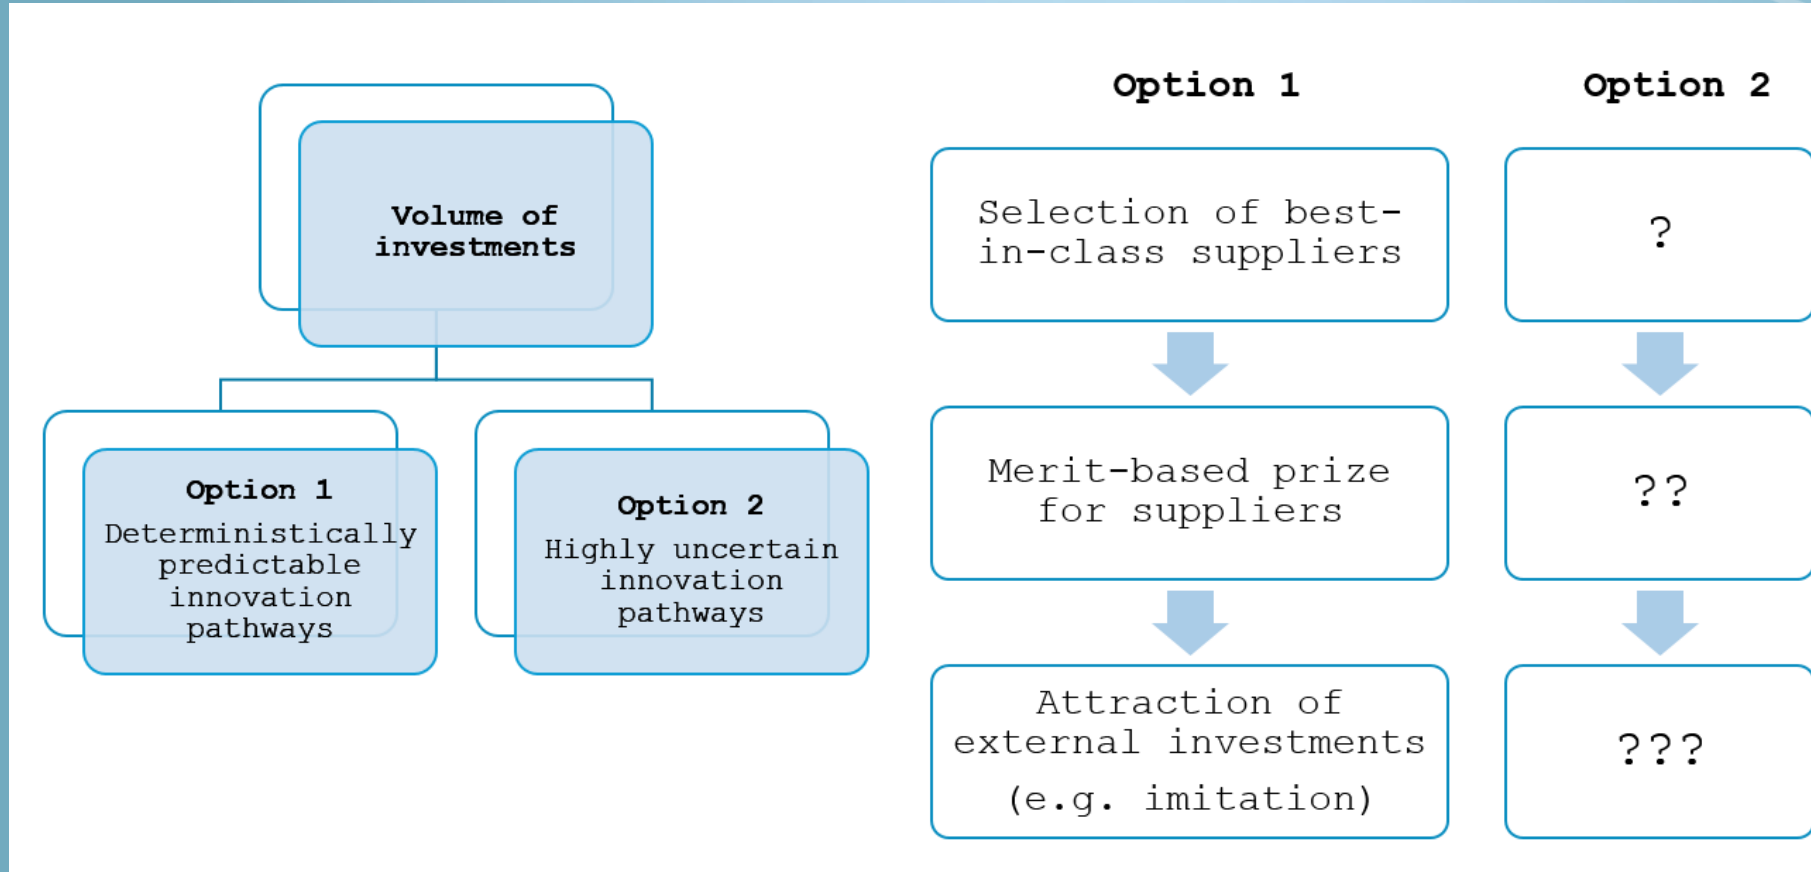 Volume of
investments
Option 1
Deterministically
predictable
innovation
pathways
Option 2
Highly uncertain
innovation
pathways
Option 1
Selection of best-
in-class suppliers
Merit-based prize
for suppliers
Attraction of
external investments
(e.g. imitation)
Option 2
?
??
???